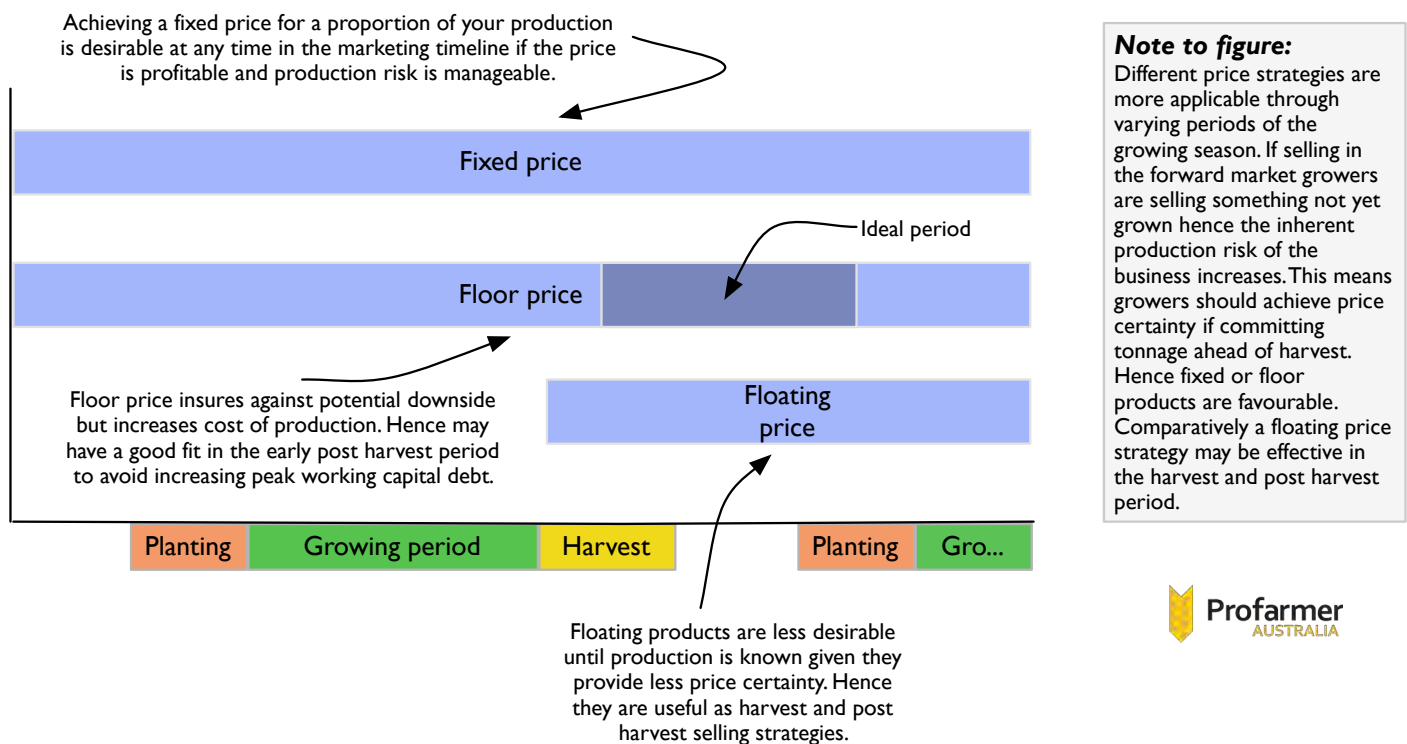 Achieving a fixed price for a proportion of your production
is desirable at any time in the marketing timeline if the price
is profitable and production risk is manageable.
Fixed price
Ideal period
Floor price
Floor price insures against potential downside
but increases cost of production. Hence may
have a good fit in the early post harvest period
to avoid increasing peak working capital debt.
Floating
price
Planting
Growing period
Harvest
Planting
Gro...
Floating products are less desirable
until production is known given they
provide less price certainty. Hence
they are useful as harvest and post
harvest selling strategies.
Note to figure:
Different price strategies are
more applicable through
varying periods of the
growing season. If selling in
the forward market growers
are selling something not yet
grown hence the inherent
production risk of the
business increases. This means
growers should achieve price
certainty if committing
tonnage ahead of harvest.
Hence fixed or floor
products are favourable.
Comparatively a floating price
strategy may be effective in
the harvest and post harvest
period.
Profarmer
AUSTRALIA